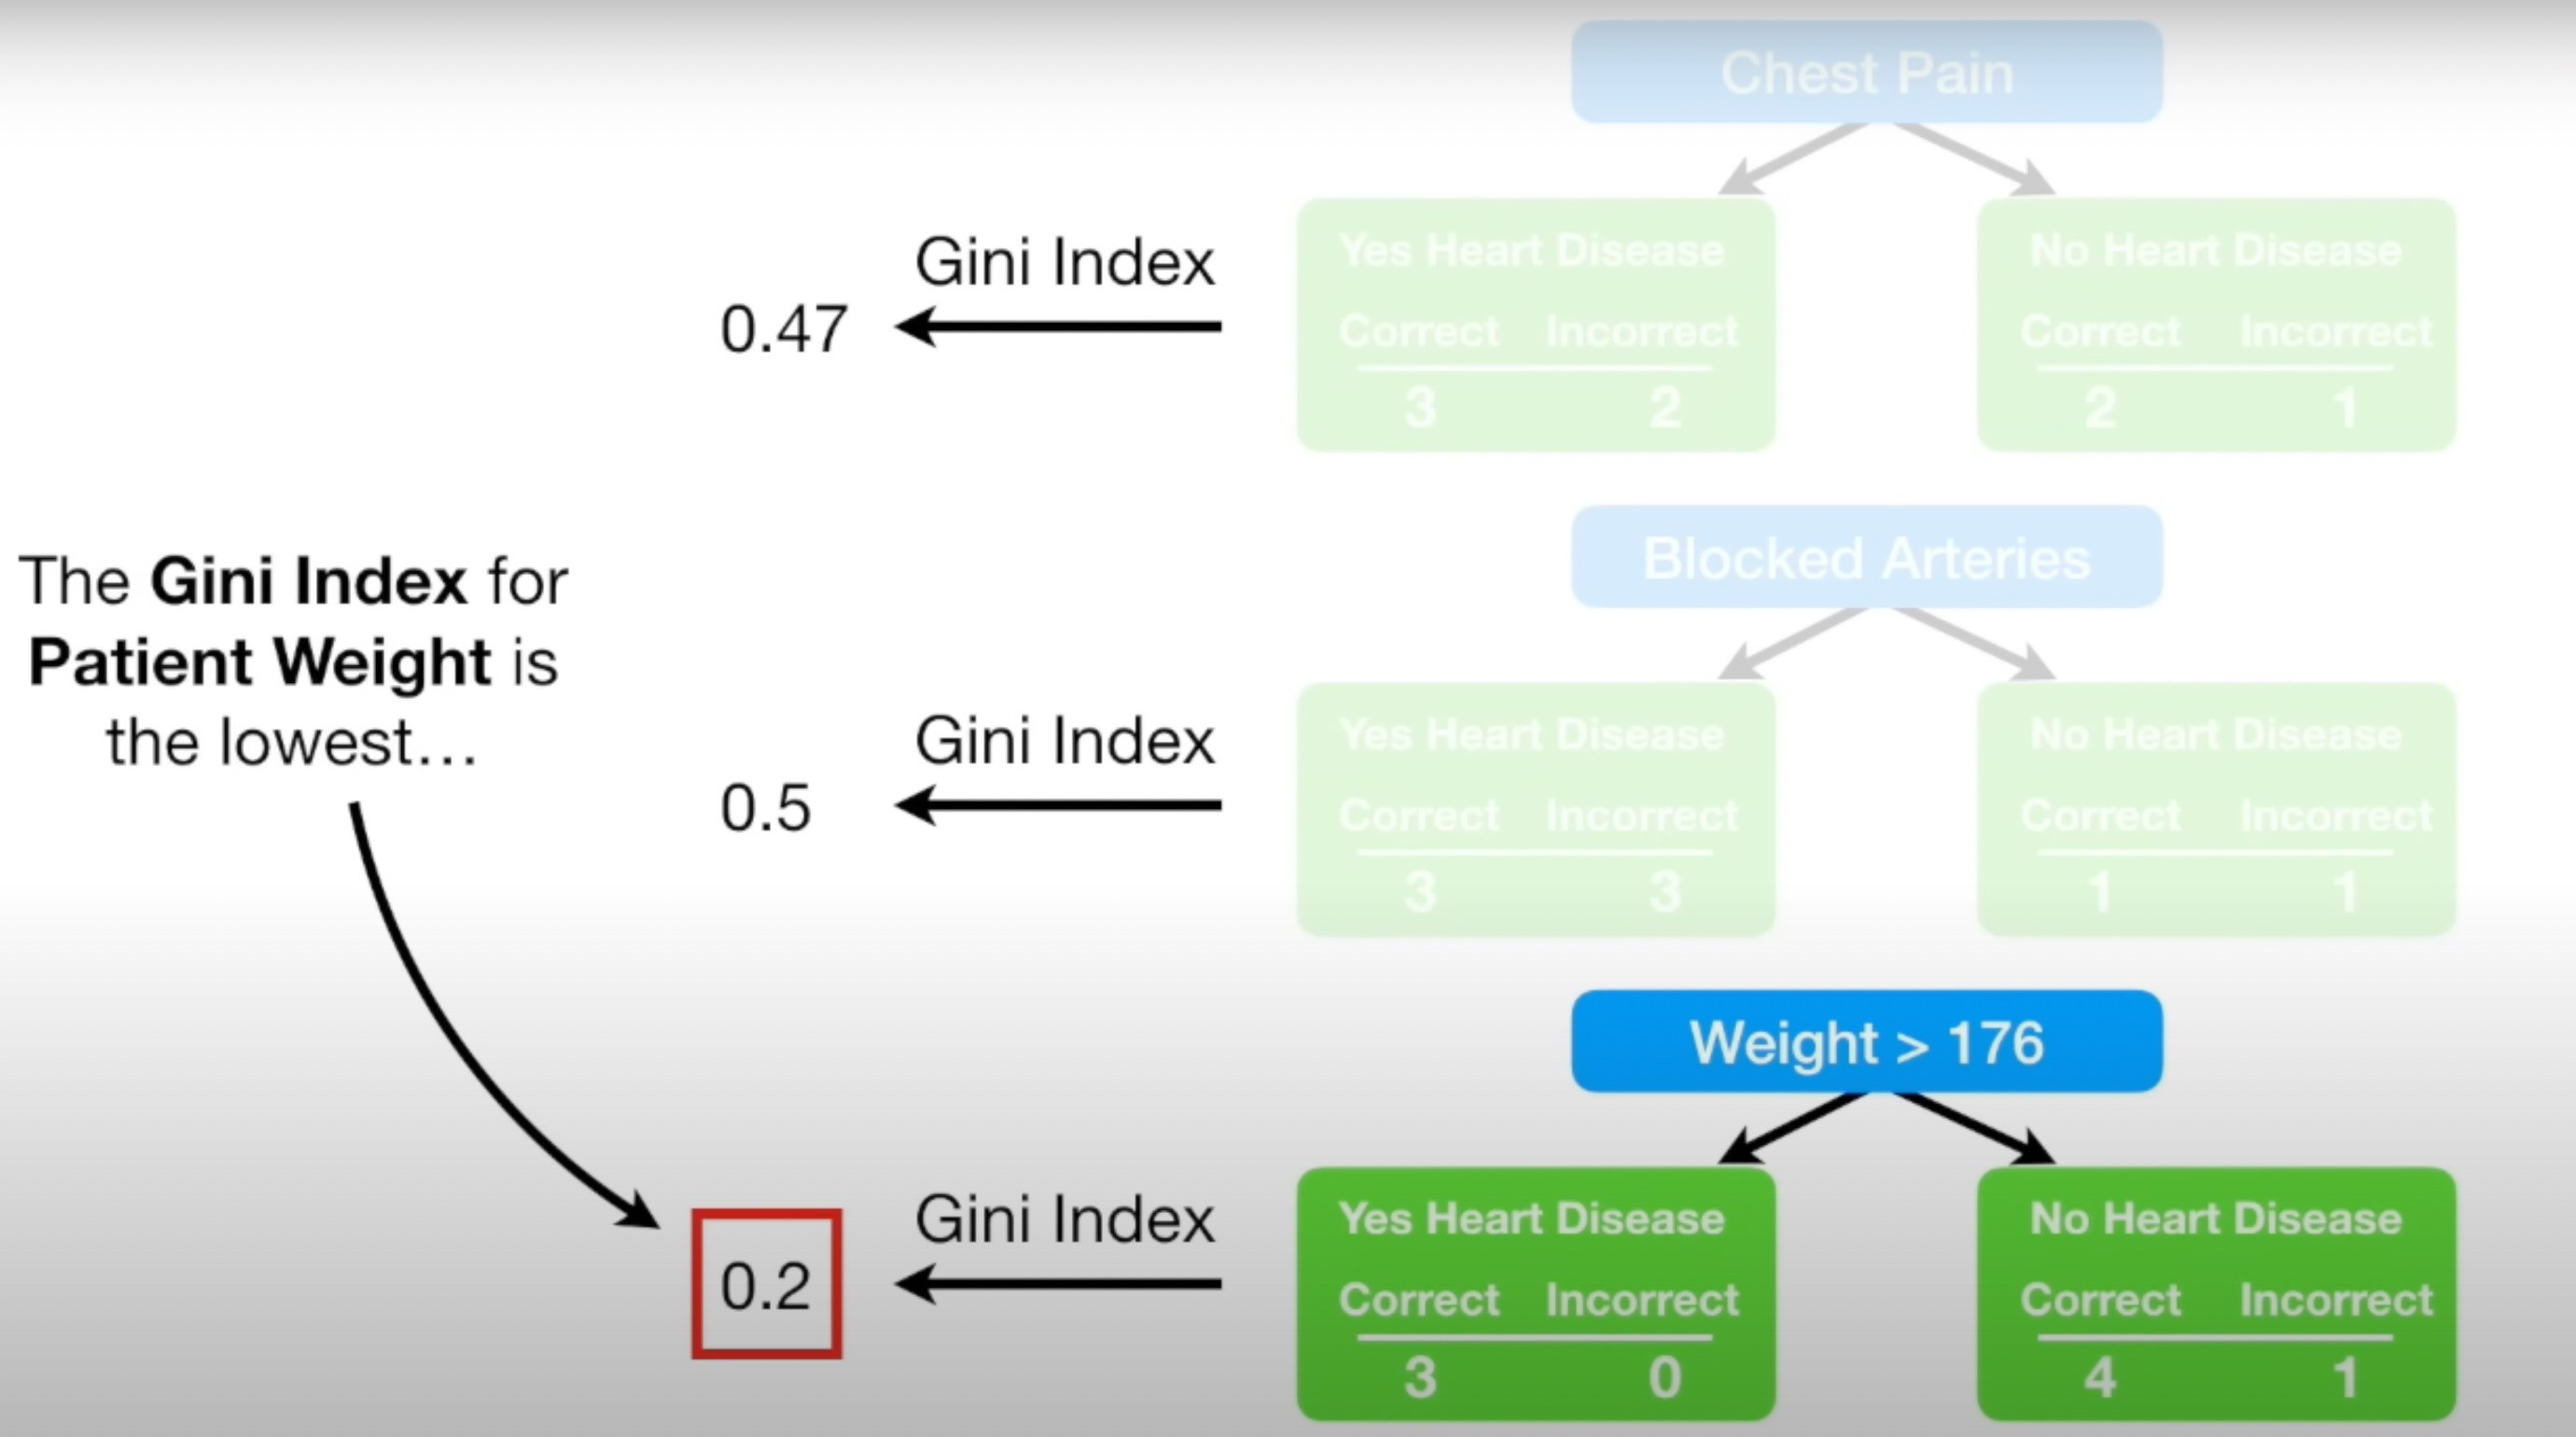 Chest Pain
Gini Index
0.47
Yes Heart Disease
Correct Incorrect
3 2
No Heart Disease
Correct Incorrect
2 1
The Gini Index for
Patient Weight is
the lowest...
Blocked Arteries
Gini Index
0.5
Yes Heart Disease
Correct Incorrect
3 3
No Heart Disease
Correct Incorrect
1 1
Weight > 176
Gini Index
0.2
Yes Heart Disease
Correct Incorrect
3 0
No Heart Disease
Correct Incorrect
4 1